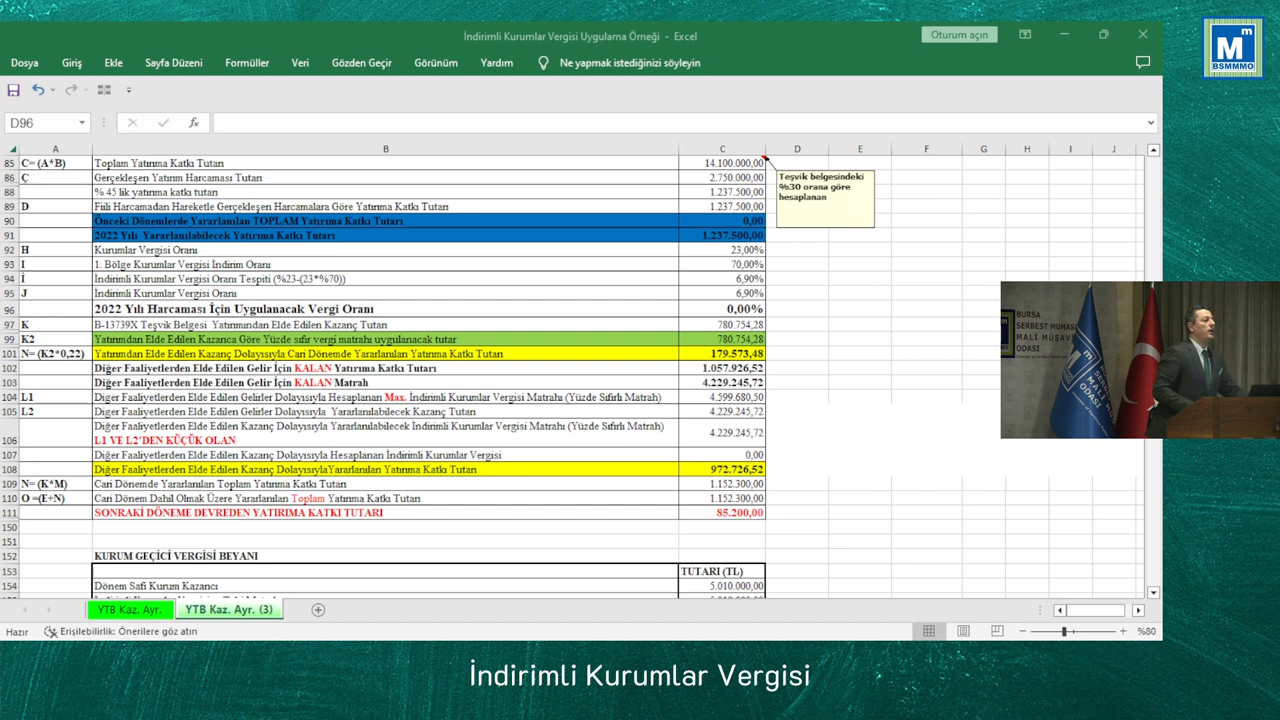 İndirimli Kurumlar Vergisi Uygulama Örneği - Excel
Oturum açın
Mm
BSMMMO
Dosya Giriş Ekle Sayfa Düzeni Formüller Veri Gözden Geçir Görünüm Yardım Ne yapmak istediğinizi söyleyin
D96 fx
A B C D E F G H I J
85 C= (A*B) Toplam Yatırıma Katkı Tutarı 14.100.000,00
86 Ç Gerçekleşen Yatırım Harcaması Tutarı 2.750.000,00
88 % 45 lik yatırıma katkı tutarı 1.237.500,00
89 D Fiili Harcamadan Hareketle Gerçekleşen Harcamalara Göre Yatırıma Katkı Tutarı 1.237.500,00
90 Önceki Dönemlerde Yararlanılan TOPLAM Yatırıma Katkı Tutarı 0,00
91 2022 Yılı Yararlanılabilecek Yatırıma Katkı Tutarı 1.237.500,00
92 H Kurumlar Vergisi Oranı 23,00%
93 I 1. Bölge Kurumlar Vergisi İndirim Oranı 70,00%
94 İ İndirimli Kurumlar Vergisi Oranı Tespiti (%23-(23*%70)) 6,90%
95 J İndirimli Kurumlar Vergisi Oranı 6,90%
96 2022 Yılı Harcaması İçin Uygulanacak Vergi Oranı 0,00%
97 K B-13739X Teşvik Belgesi Yatırımından Elde Edilen Kazanç Tutarı 780.754,28
99 K2 Yatırımdan Elde Edilen Kazanca Göre Yüzde sıfır vergi matrahı uygulanacak tutar 780.754,28
101 N= (K2*0,22) Yatırımdan Elde Edilen Kazanç Dolayısıyla Cari Dönemde Yararlanılan Yatırıma Katkı Tutarı 179.573,48
102 Diğer Faaliyetlerden Elde Edilen Gelir İçin KALAN Yatırıma Katkı Tutarı 1.057.926,52
103 Diğer Faaliyetlerden Elde Edilen Gelir İçin KALAN Matrah 4.229.245,72
104 L1 Diger Faaliyetlerden Elde Edilen Gelirler Dolayısıyla Hesaplanan Max. İndirimli Kurumlar Vergisi Matrahı (Yüzde Sıfırlı Matrah) 4.599.680,50
105 L2 Diger Faaliyetlerden Elde Edilen Gelirler Dolayısıyla Yararlanılabilecek Kazanç Tutarı 4.229.245,72
Diğer Faaliyetlerden Elde Edilen Kazanç Dolayısıyla Yararlanılabilecek İndirimli Kurumlar Vergisi Matrahı (Yüzde Sıfırlı Matrah)
106 L1 VE L2'DEN KÜÇÜK OLAN 4.229.245,72
107 Diğer Faaliyetlerden Elde Edilen Kazanç Dolayısıyla Hesaplanan İndirimli Kurumlar Vergisi 0,00
108 Diğer Faaliyetlerden Elde Edilen Kazanç DolayısıylaYararlanılan Yatırıma Katkı Tutarı 972.726,52
109 N= (K*M) Cari Dönemde Yararlanılan Toplam Yatırıma Katkı Tutarı 1.152.300,00
110 O =(E+N) Cari Dönem Dahil Olmak Üzere Yararlanılan Toplam Yatırıma Katkı Tutarı 1.152.300,00
111 SONRAKİ DÖNEME DEVREDEN YATIRIMA KATKI TUTARI 85.200,00
150
151
152 KURUM GEÇİCİ VERGİSİ BEYANI
153 TUTARI (TL)
154 Dönem Safi Kurum Kazancı 5.010.000,00
Teşvik belgesindeki
%30 orana göre
hesaplanan
BURSA
SERBEST MUHASE
MALİ MÜŞAV
ODASI
YTB Kaz. Ayr. YTB Kaz. Ayr. (3)
Hazır Erişilebilirlik: Önerilere göz atın %80
İndirimli Kurumlar Vergisi